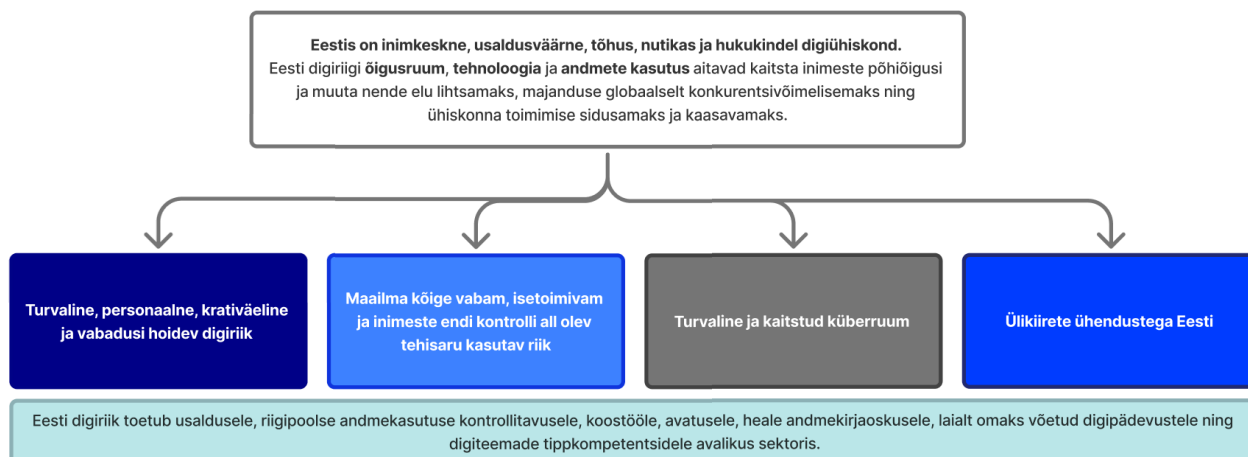 Eestis on inimkeskne, usaldusväärne, tõhus, nutikas ja hukukindel digiühiskond.
Eesti digiriigi õigusruum, tehnoloogia ja andmete kasutus aitavad kaitsta inimeste põhiõigusi
ja muuta nende elu lihtsamaks, majanduse globaalselt konkurentsivõimelisemaks ning
ühiskonna toimimise sidusamaks ja kaasavamaks.
Turvaline, personaalne, krativäeline
ja vabadusi hoidev digiriik
Maailma kõige vabam, isetoimivam
ja inimeste endi kontrolli all olev
tehisaru kasutav riik
Turvaline ja kaitstud küberruum
Ülikiirete ühendustega Eesti
Eesti digiriik toetub usaldusele, riigipoolse andmekasutuse kontrollitavusele, koostööle, avatusele, heale andmekirjaoskusele, laialt omaks võetud digipädevustele ning
digiteemade tippkompetentsidele avalikus sektoris.